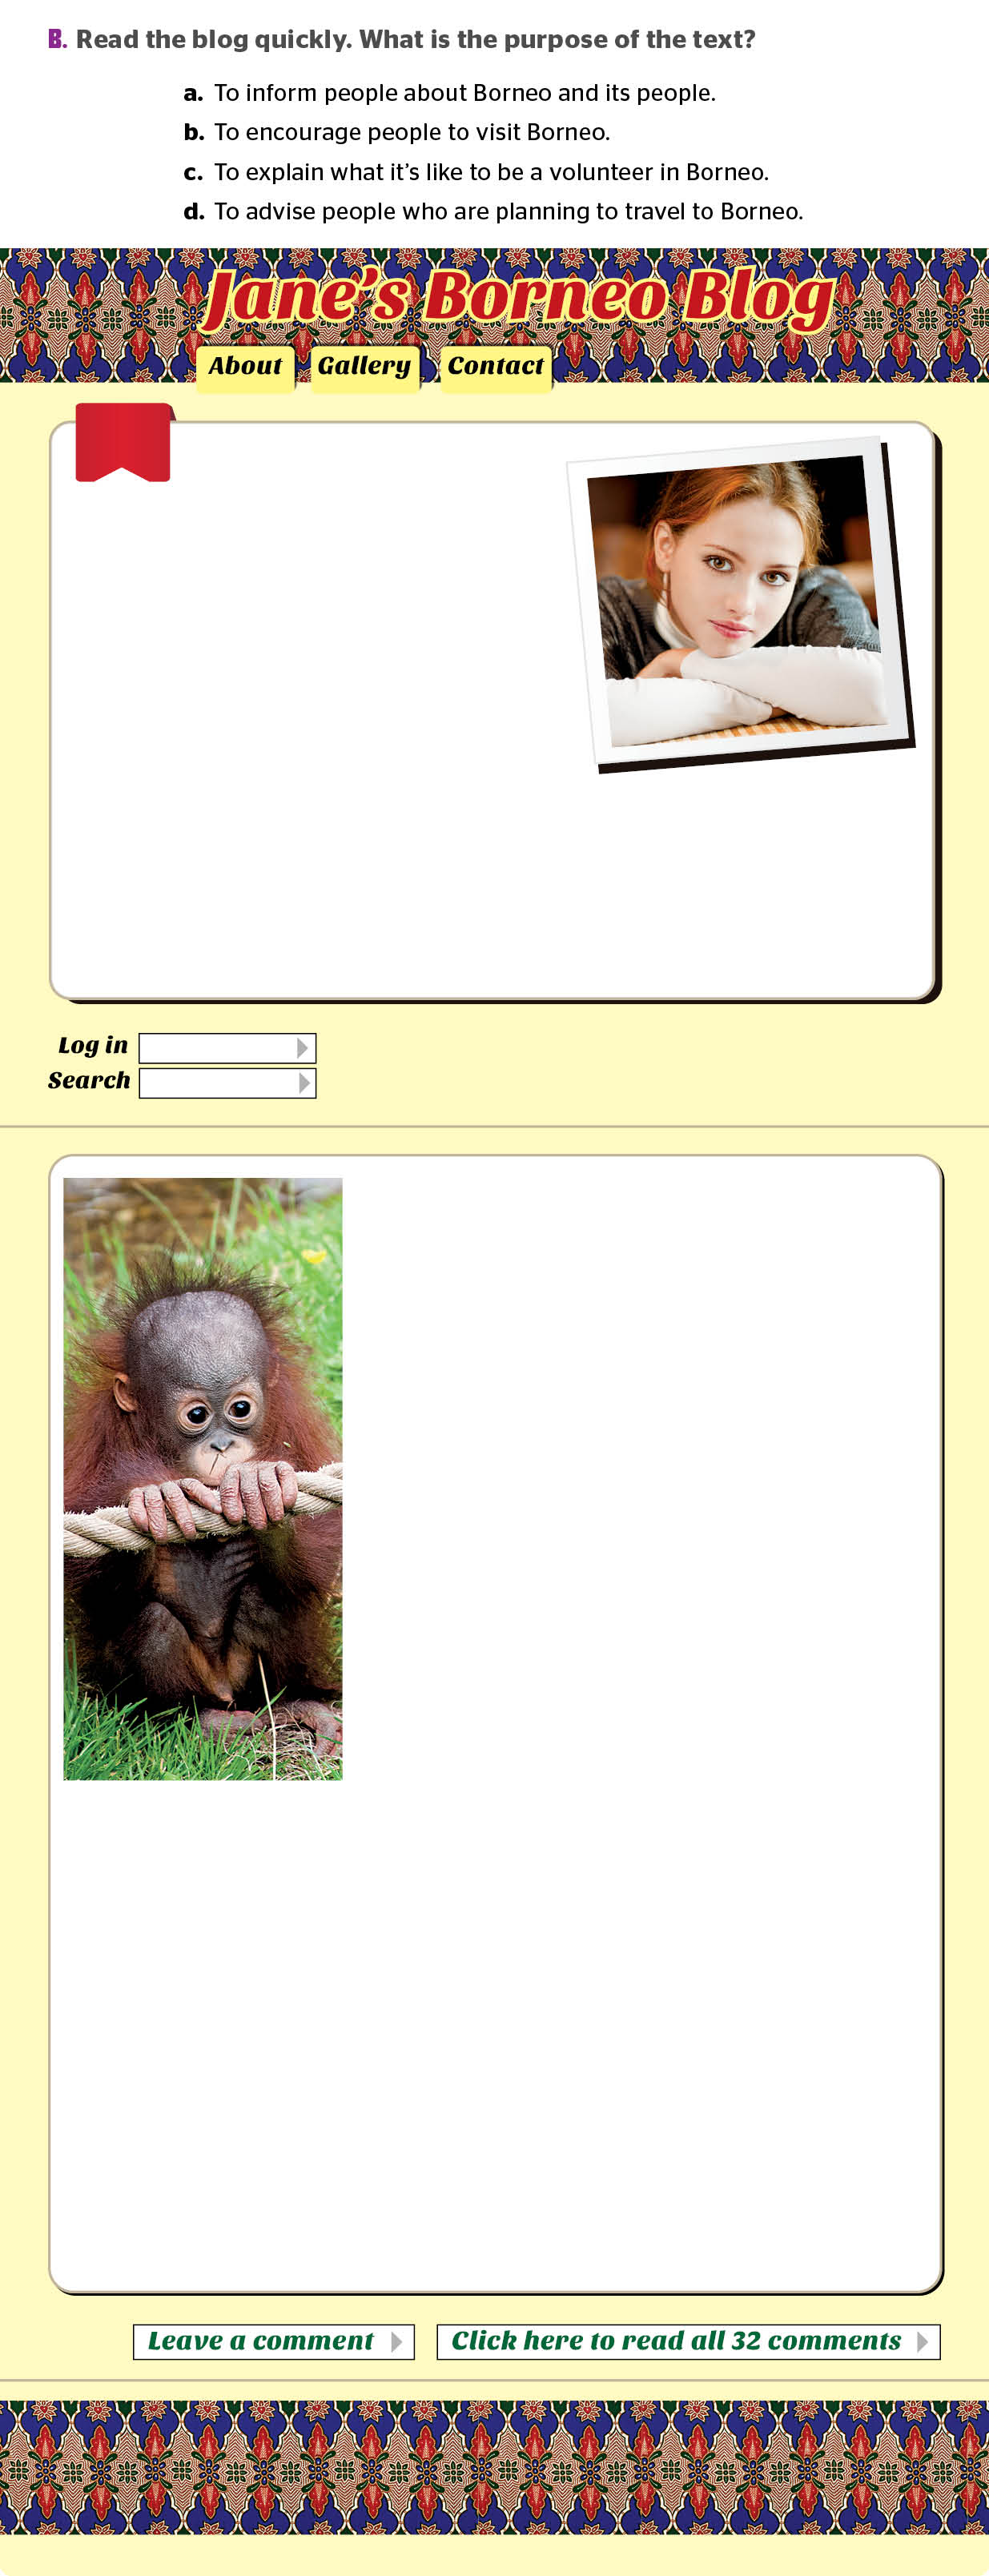 B. Read the blog quickly. What is the purpose of the text?
a. To inform people about Borneo and its people.
b. To encourage people to visit Borneo.
c. To explain what it’s like to be a volunteer in Borneo.
d. To advise people who are planning to travel to Borneo.
Jane’s Borneo Blog
About Gallery Contact
Log in
Search
Leave a comment Click here to read all 32 comments